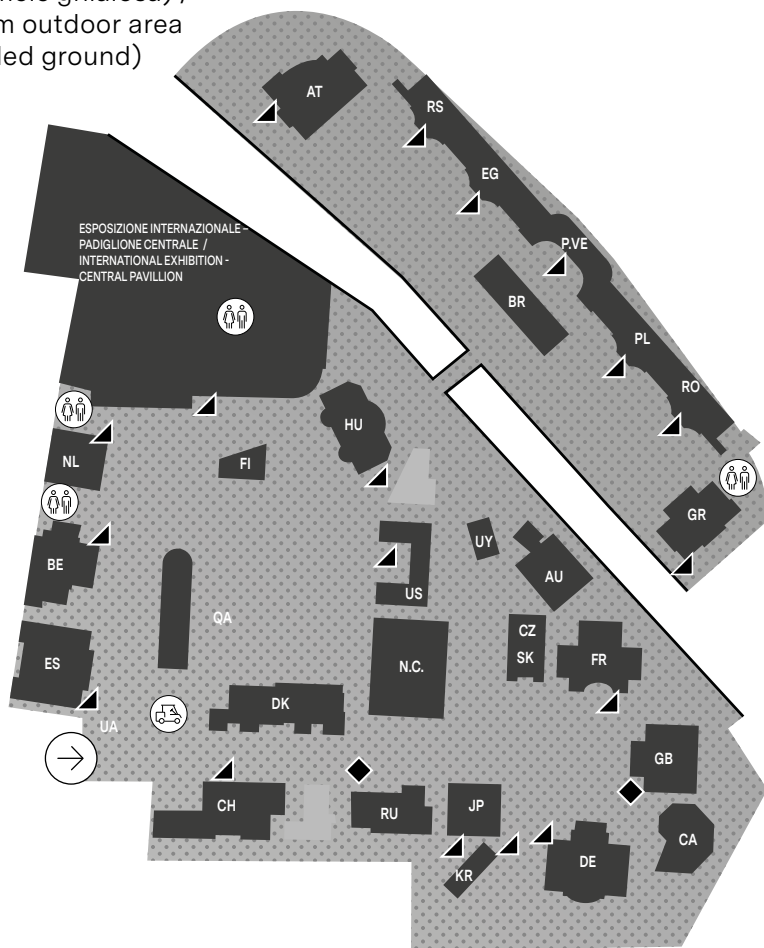 m outdoor area
led ground)
AT
RS
EG
P.VE
BR
PL
RO
GR
ESPOSIZIONE INTERNAZIONALE -
PADIGLIONE CENTRALE /
INTERNATIONAL EXHIBITION -
CENTRAL PAVILLION
HU
FI
NL
BE
ES
UA
QA
US
UY
AU
N.C.
CZ
SK
FR
DK
CH
RU
JP
KR
DE
GB
CA